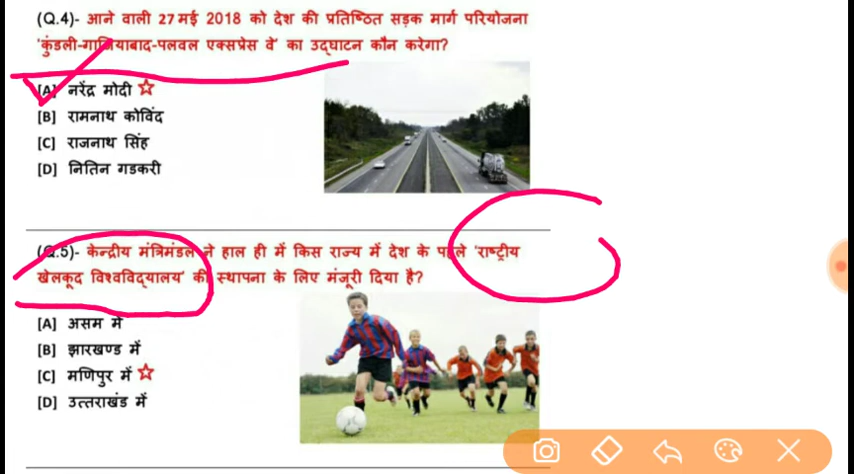 (Q.4)- आने वाली 27 मई 2018 को देश की प्रतिष्ठित सड़क मार्ग परियोजना
'कुंडली-गाजियाबाद-पलवल एक्सप्रेस वे' का उद्घाटन कौन करेगा?
[A] नरेंद्र मोदी ☆
[B] रामनाथ कोविंद
[C] राजनाथ सिंह
[D] नितिन गडकरी
(Q.5)- केन्द्रीय मंत्रिमंडल ने हाल ही में किस राज्य में देश के पहले 'राष्ट्रीय
खेलकूद विश्वविद्यालय' की स्थापना के लिए मंजूरी दिया है?
[A] असम में
[B] झारखण्ड में
[C] मणिपुर में ☆
[D] उत्तराखंड में